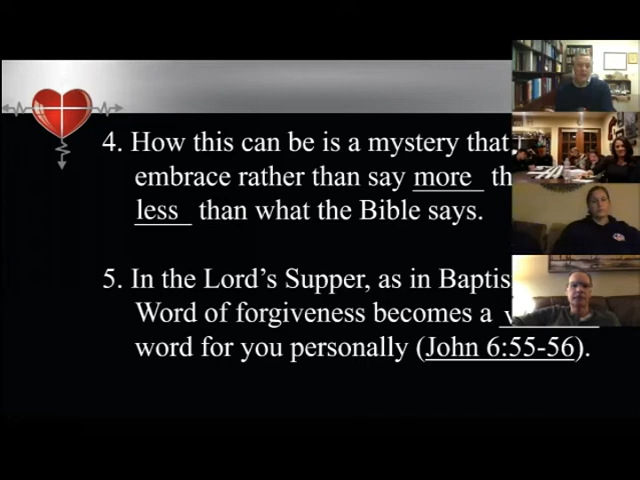 4. How this can be is a mystery that
embrace rather than say more
less than what the Bible says.
5. In the Lord's Supper, as in
Word of forgiveness becomes a
word for you personally (John 6:55-56).